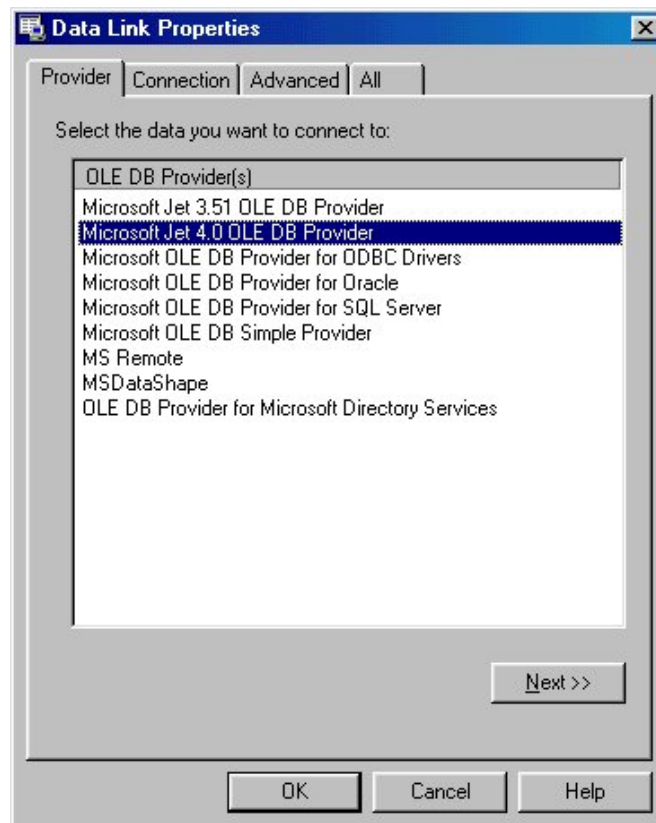 Data Link Properties
Provider Connection Advanced All
Select the data you want to connect to:
OLE DB Provider(s)
Microsoft Jet 3.51 OLE DB Provider
Microsoft Jet 4.0 OLE DB Provider
Microsoft OLE DB Provider for ODBC Drivers
Microsoft OLE DB Provider for Oracle
Microsoft OLE DB Provider for SQL Server
Microsoft OLE DB Simple Provider
MS Remote
MSDataShape
OLE DB Provider for Microsoft Directory Services
Next >>
OK Cancel Help